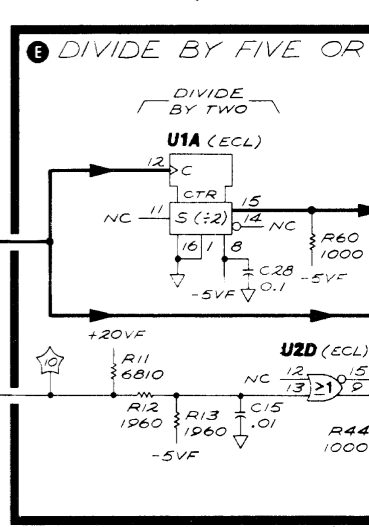 E DIVIDE BY FIVE OR
DIVIDE
BY TWO
U1A (ECL)
12 C
CTR
NC 11 S (÷2) 15
14 NC
16 1 8
R60
1000
-5VF
C28
0.1
-5VF
+20VF
10
R11
6810
R12
1960
R13
1960
-5VF
C15
.01
U2D (ECL)
NC 12 15
13 ≥1 9
R44
1000